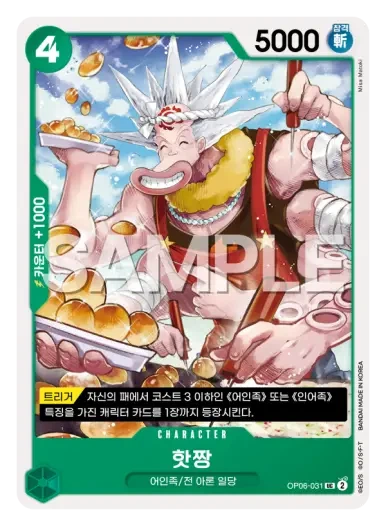 4
5000
참격
斬
Misa Matoki
카운터 +1000
SAMPLE
트리거 자신의 패에서 코스트 3 이하인 《어인족》 또는 《인어족》
특징을 가진 캐릭터 카드를 1장까지 등장시킨다.
BANDAI MADE IN KOREA
©E/S ©O/S·F·T
CHARACTER
핫짱
어인족/전 아론 일당
OP06-031 UC 2